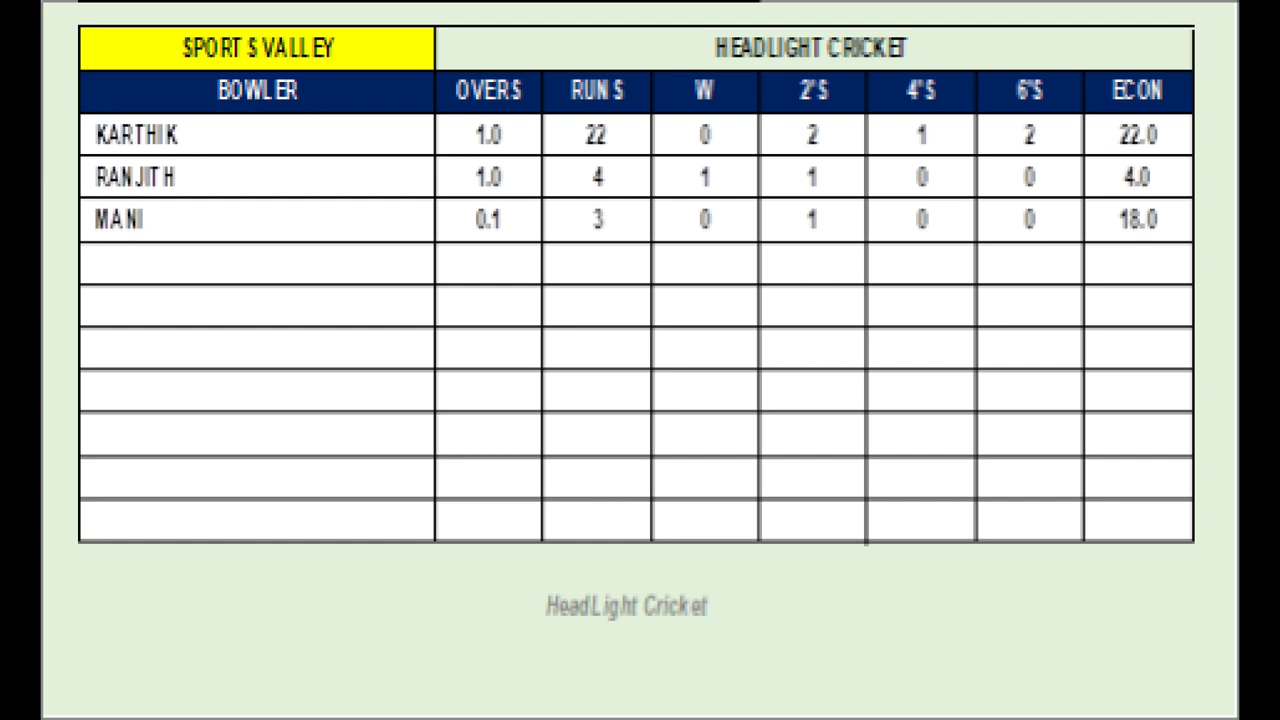 SPORTS VALLEY HEADLIGHT CRICKET
BOWLER OVERS RUNS W 2'S 4'S 6'S ECON
KARTHIK 1.0 22 0 2 1 2 22.0
RANJITH 1.0 4 1 1 0 0 4.0
MANI 0.1 3 0 1 0 0 18.0
HeadLight Cricket